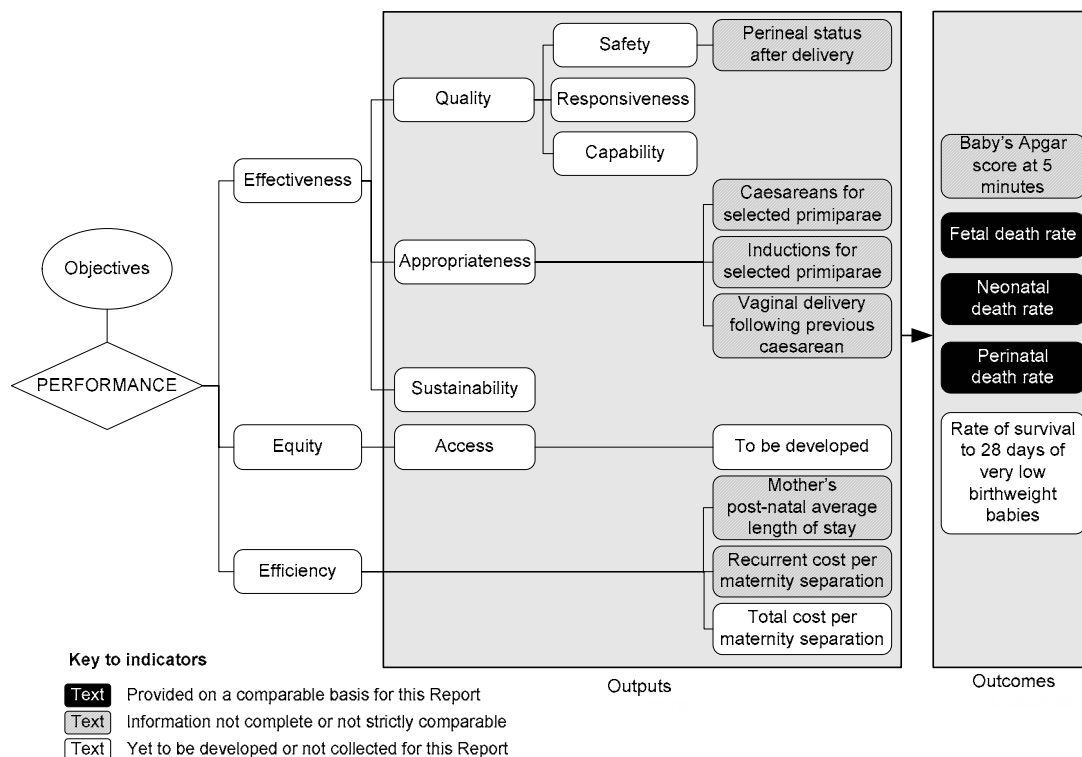 Objectives
PERFORMANCE
Effectiveness
Equity
Efficiency
Quality
Appropriateness
Sustainability
Access
Safety
Responsiveness
Capability
Perineal status
after delivery
Caesareans for
selected primiparae
Inductions for
selected primiparae
Vaginal delivery
following previous
caesarean
To be developed
Mother's
post-natal average
length of stay
Recurrent cost per
maternity separation
Total cost per
maternity separation
Outputs
Baby's Apgar
score at 5
minutes
Fetal death rate
Neonatal
death rate
Perinatal
death rate
Rate of survival
to 28 days of
very low
birthweight
babies
Outcomes
Key to indicators
Text Provided on a comparable basis for this Report
Text Information not complete or not strictly comparable
Text Yet to be developed or not collected for this Report